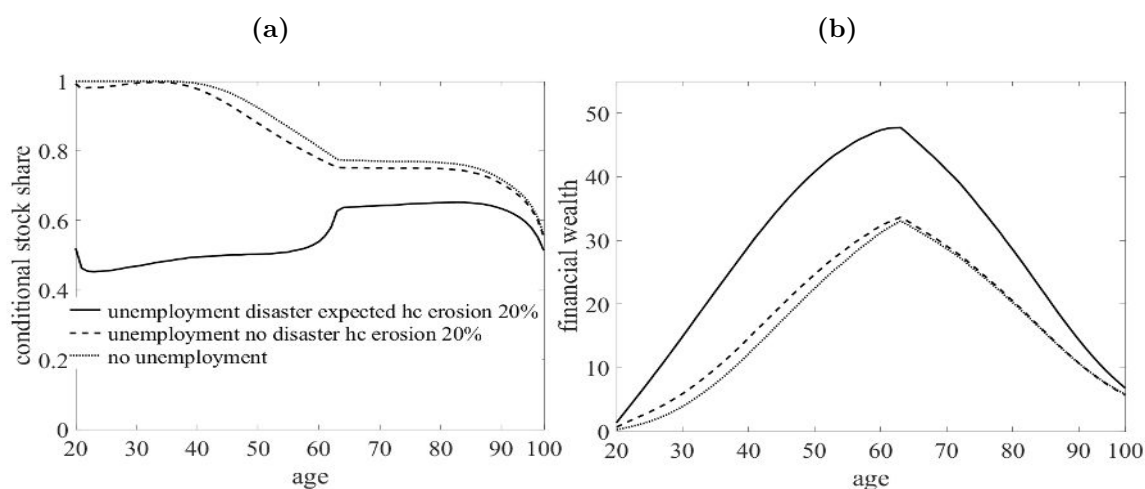 (a)
conditional stock share
1
0.8
0.6
0.4
0.2
0
unemployment disaster expected hc erosion 20%
unemployment no disaster hc erosion 20%
no unemployment
20 30 40 50 60 70 80 90 100
age
(b)
financial wealth
50
40
30
20
10
0
20 30 40 50 60 70 80 90 100
age